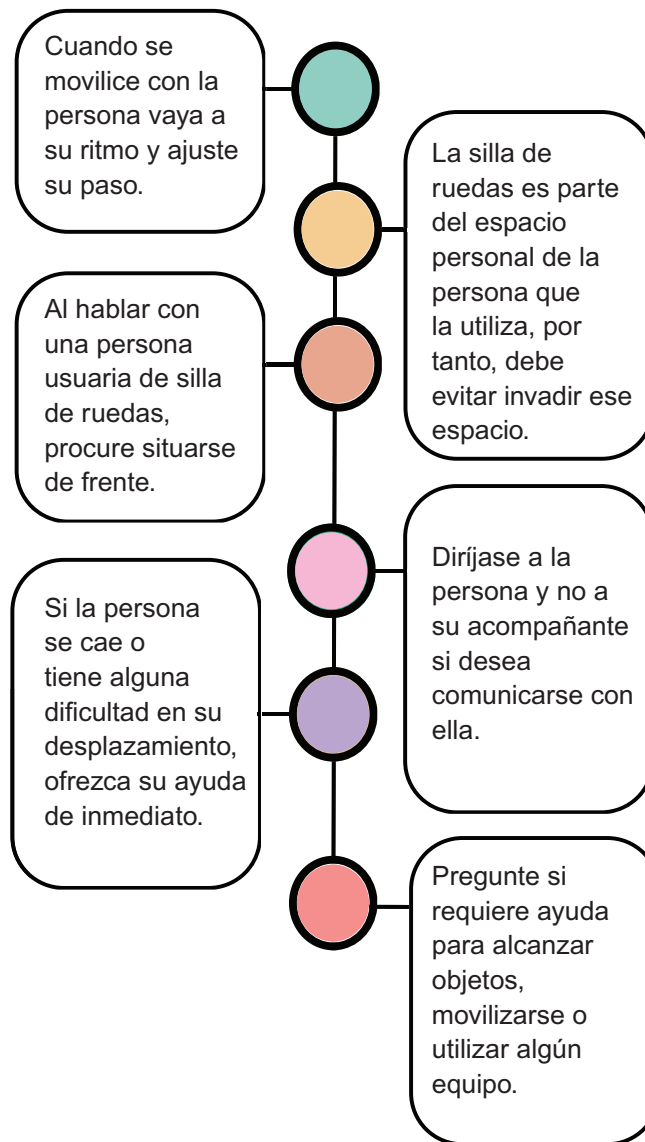 Cuando se
movilice con la
persona vaya a
su ritmo y ajuste
su paso.
La silla de
ruedas es parte
del espacio
personal de la
persona que
la utiliza, por
tanto, debe
evitar invadir ese
espacio.
Al hablar con
una persona
usuaria de silla
de ruedas,
procure situarse
de frente.
Diríjase a la
persona y no a
su acompañante
si desea
comunicarse con
ella.
Si la persona
se cae o
tiene alguna
dificultad en su
desplazamiento,
ofrezca su ayuda
de inmediato.
Pregunte si
requiere ayuda
para alcanzar
objetos,
movilizarse o
utilizar algún
equipo.